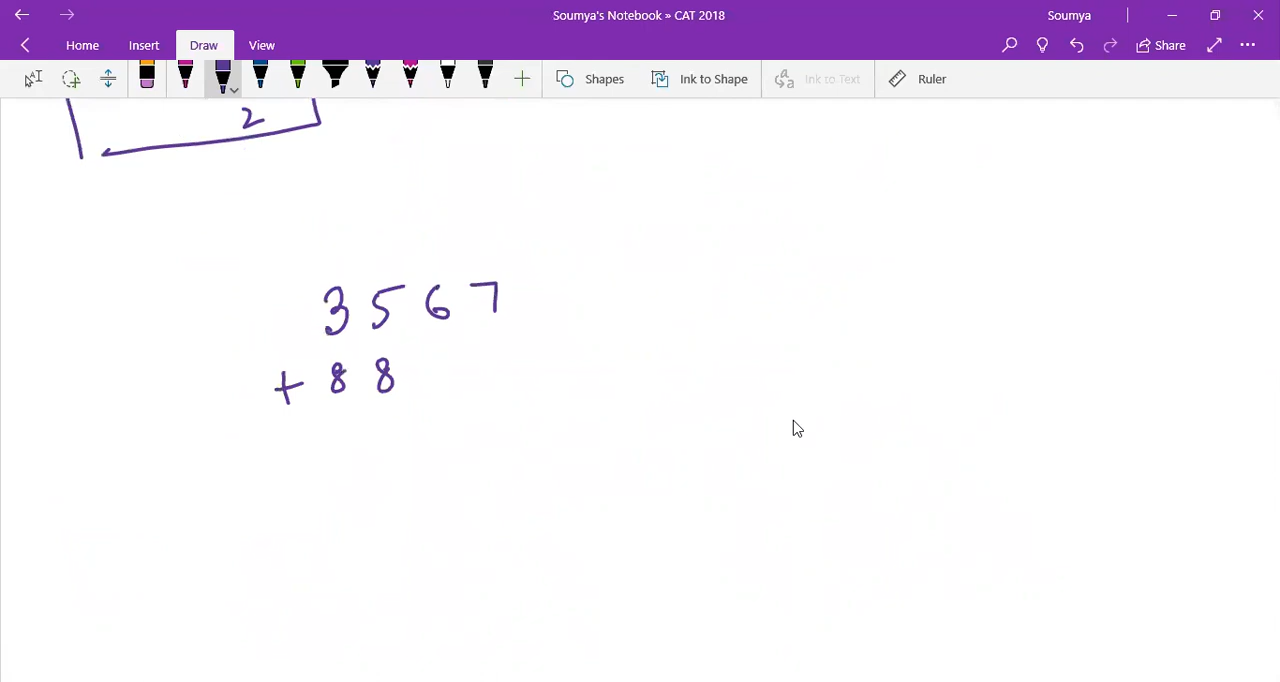 Soumya's Notebook » CAT 2018
Soumya
Home Insert Draw View
Share
Shapes Ink to Shape Ink to Text Ruler
2
3 5 6 7
+ 8 8